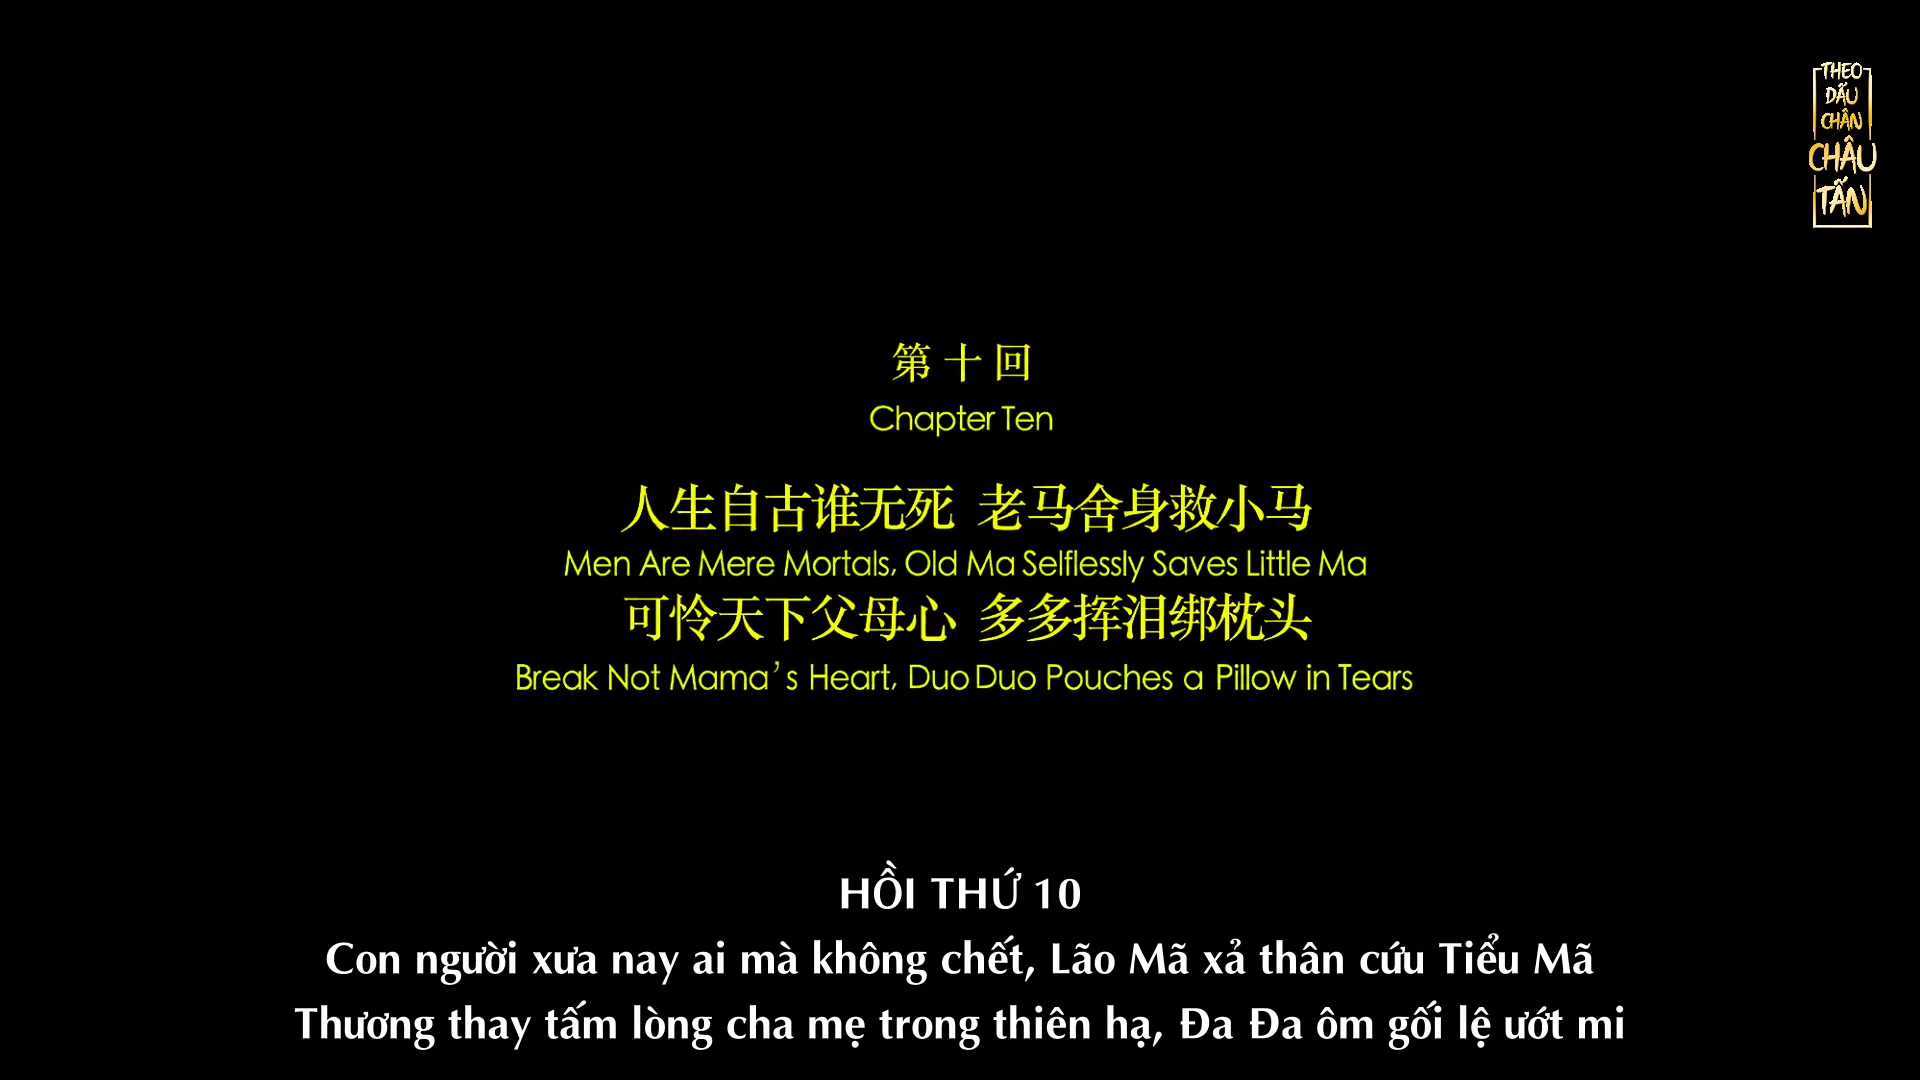 THEO
DẤU
CHÂN
CHÂU
TẤN
第十回
Chapter Ten
人生自古谁无死 老马舍身救小马
Men Are Mere Mortals, Old Ma Selflessly Saves Little Ma
可怜天下父母心 多多挥泪绑枕头
Break Not Mama's Heart, Duo Duo Pouches a Pillow in Tears
HỒI THỨ 10
Con người xưa nay ai mà không chết, Lão Mã xả thân cứu Tiểu Mã
Thương thay tấm lòng cha mẹ trong thiên hạ, Đa Đa ôm gối lệ ướt mi